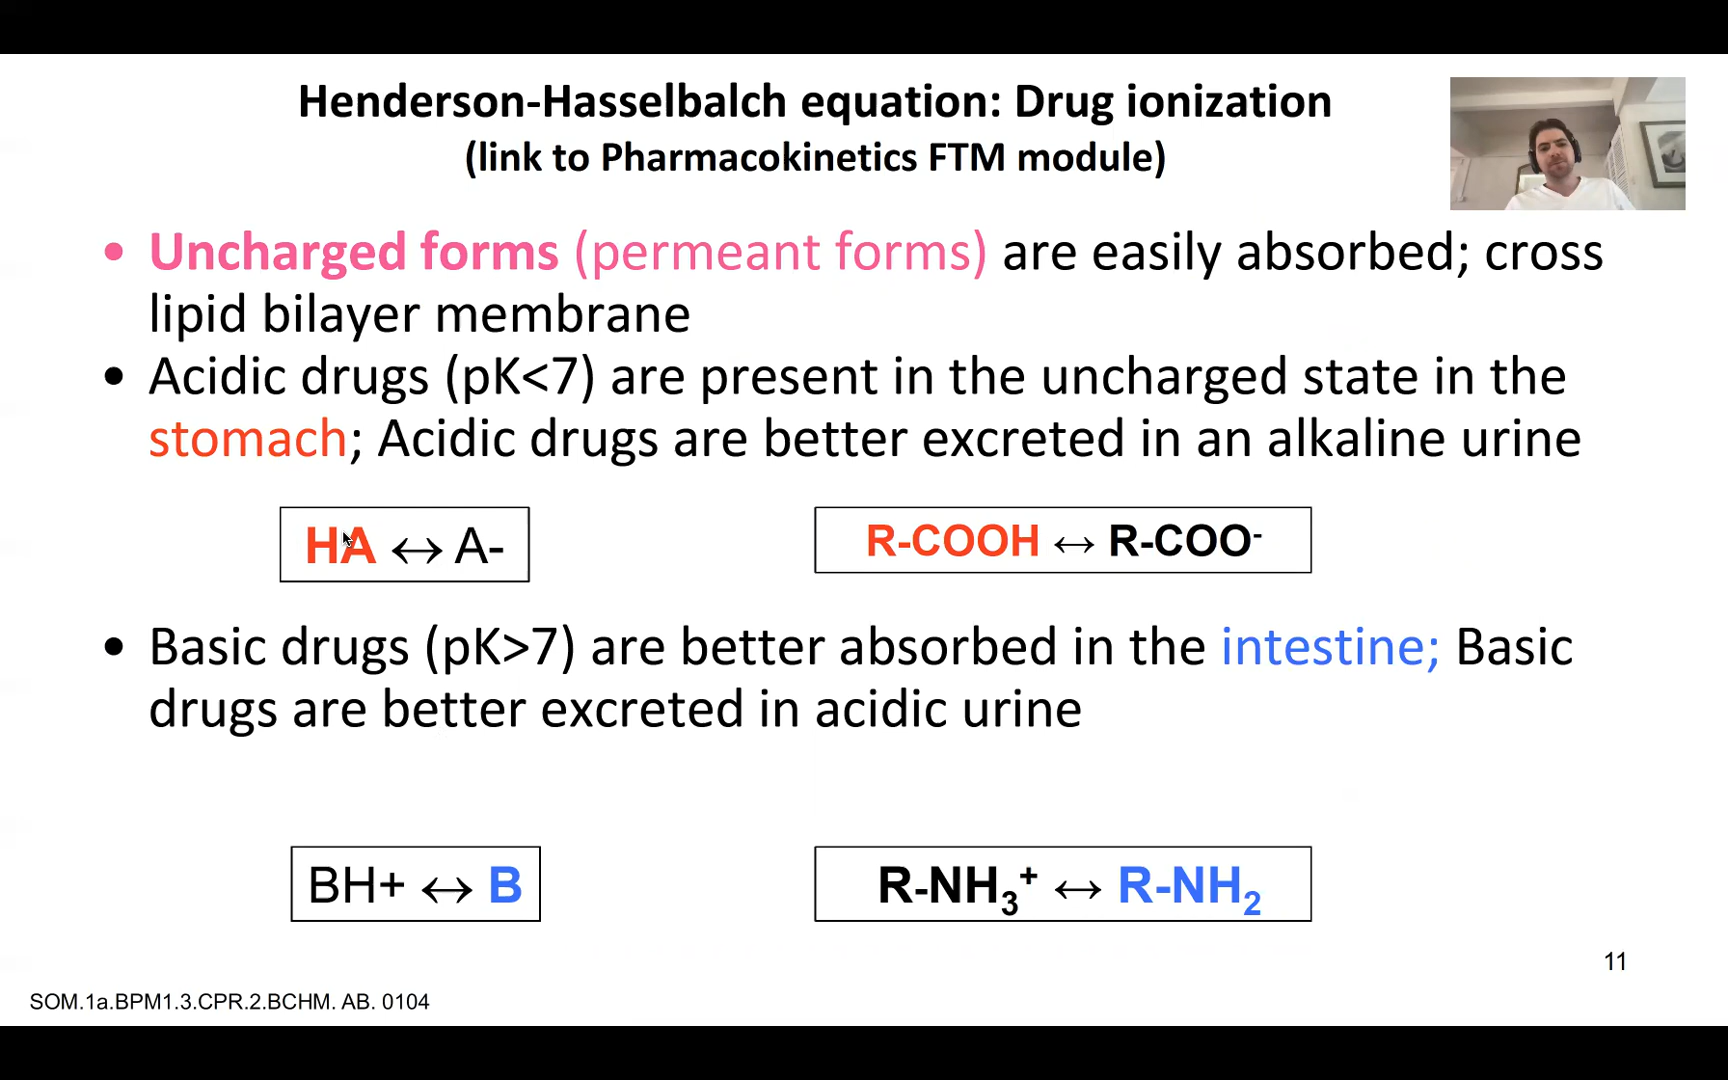 Henderson-Hasselbalch equation: Drug ionization
(link to Pharmacokinetics FTM module)
• Uncharged forms (permeant forms) are easily absorbed; cross
lipid bilayer membrane
• Acidic drugs (pK<7) are present in the uncharged state in the
stomach; Acidic drugs are better excreted in an alkaline urine
HA ↔ A-
R-COOH ↔ R-COO⁻
• Basic drugs (pK>7) are better absorbed in the intestine; Basic
drugs are better excreted in acidic urine
BH+ ↔ B
R-NH₃⁺ ↔ R-NH₂
11
SOM.1a.BPM1.3.CPR.2.BCHM. AB. 0104